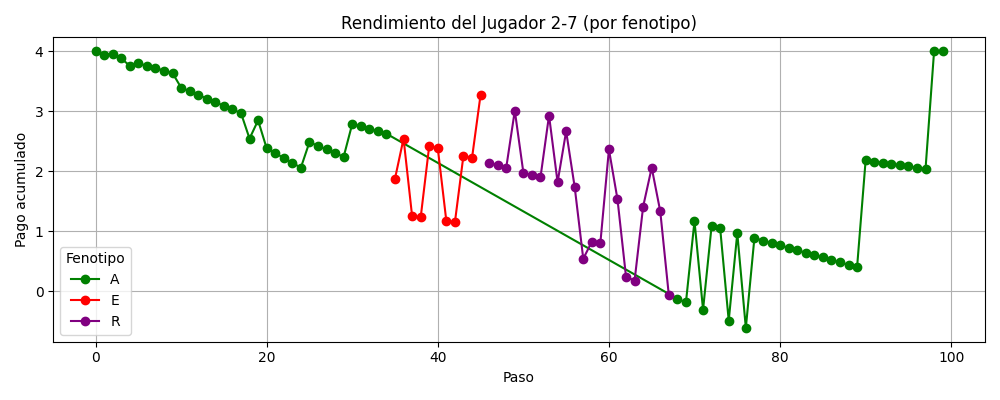 Rendimiento del Jugador 2-7 (por fenotipo)
Pago acumulado
4
3
2
1
0
Fenotipo
A
E
R
0 20 40 60 80 100
Paso